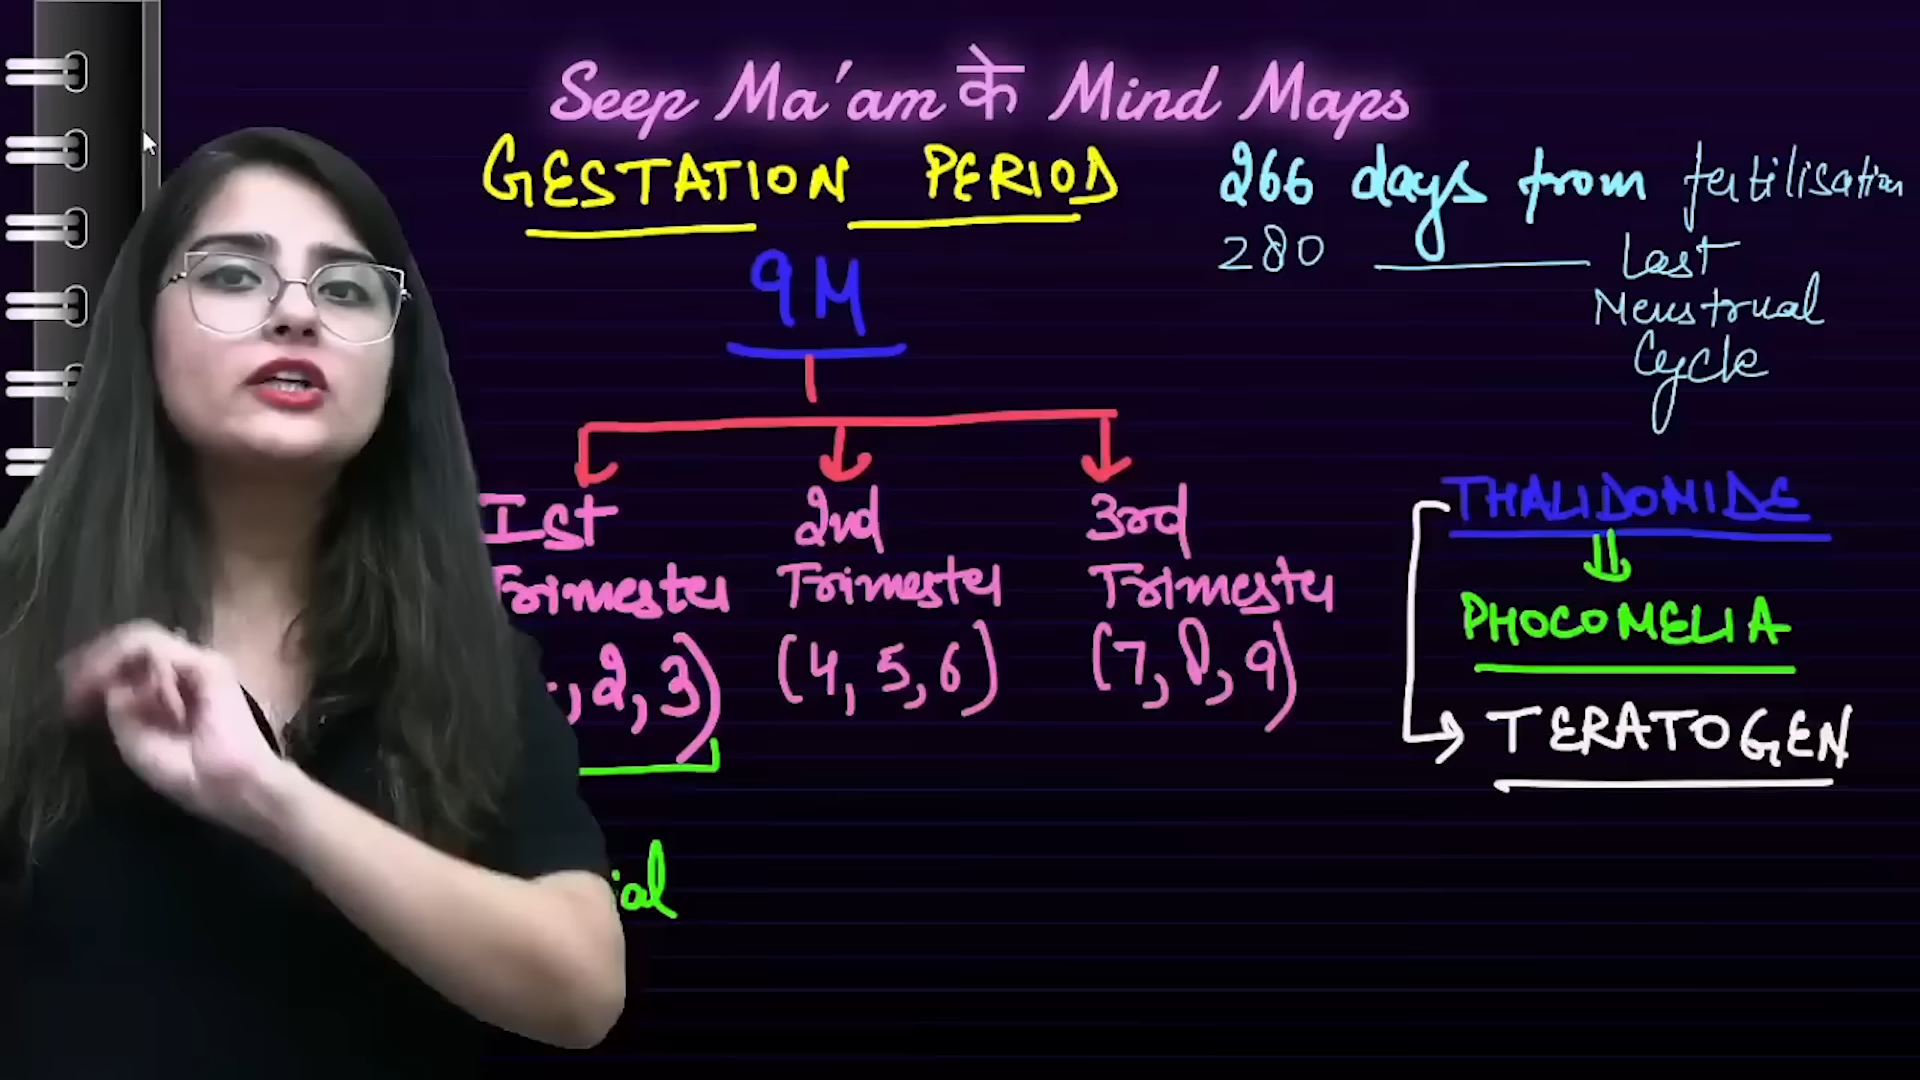 Seep Ma'am के Mind Maps
GESTATION PERIOD
266 days from fertilisation
280 Last
Menstrual
Cycle
9M
Ist
Trimester
, 2, 3)
2nd
Trimester
(4, 5, 6)
3rd
Trimester
(7, 8, 9)
THALIDOMIDE
PHOCOMELIA
TERATOGEN